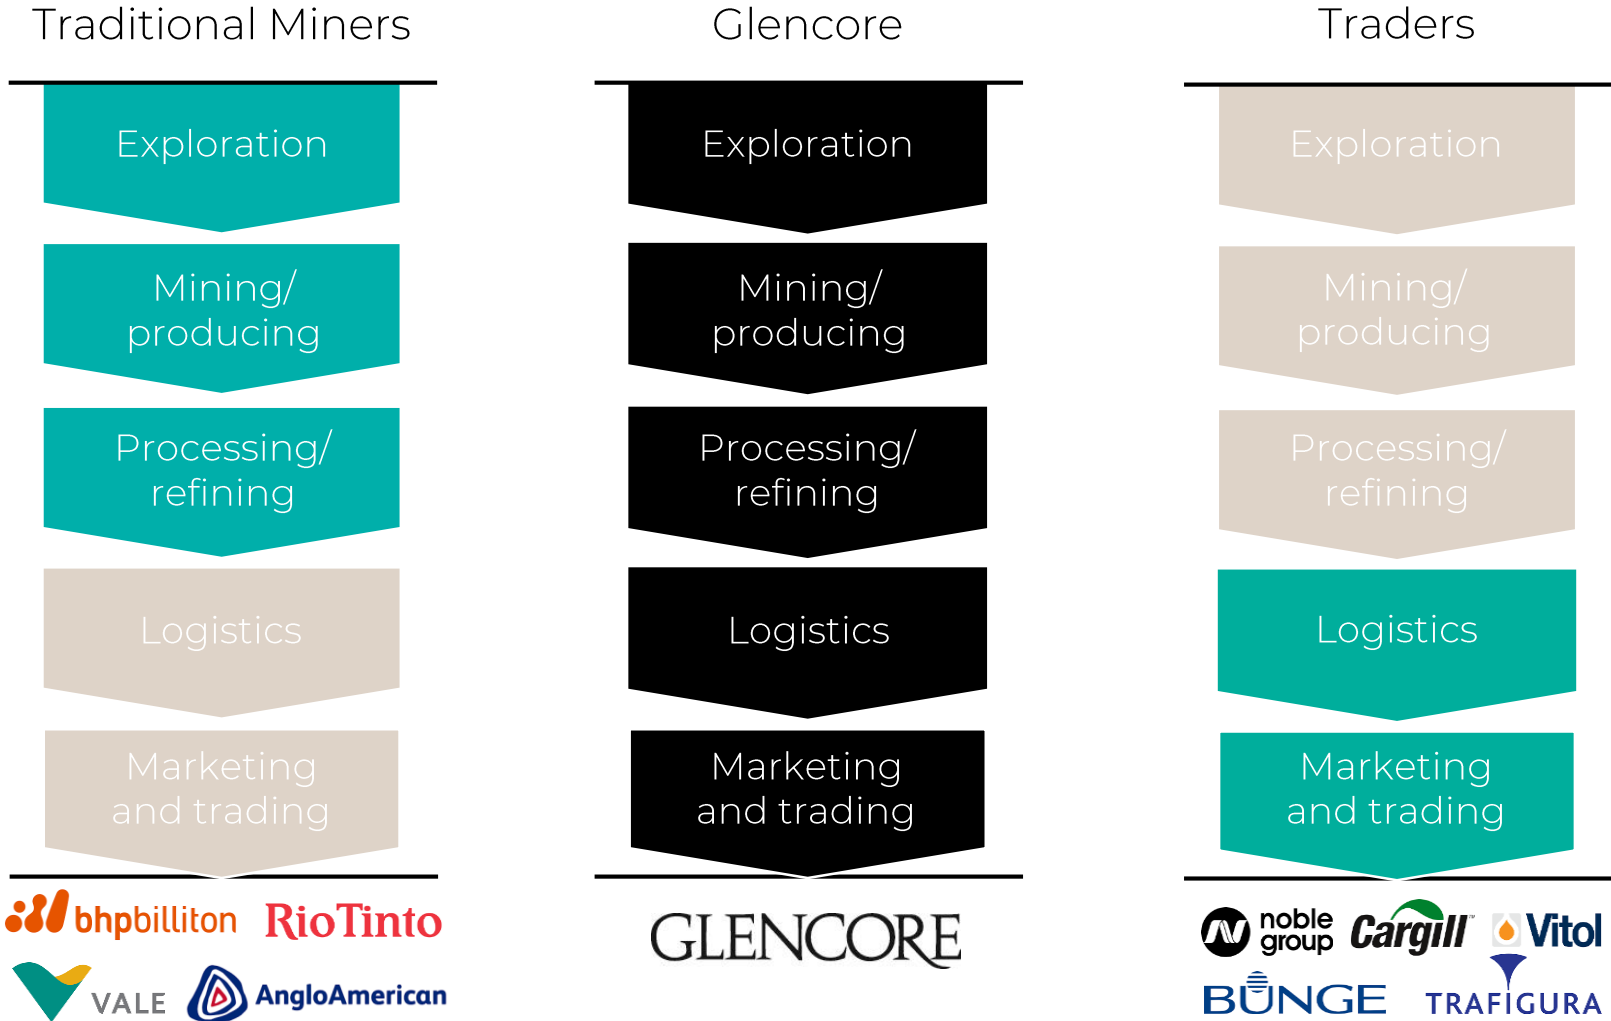 Traditional Miners
Exploration
Mining/
producing
Processing/
refining
Logistics
Marketing
and trading
bhpbilliton
RioTinto
VALE
AngloAmerican
Glencore
Exploration
Mining/
producing
Processing/
refining
Logistics
Marketing
and trading
GLENCORE
Traders
Exploration
Mining/
producing
Processing/
refining
Logistics
Marketing
and trading
noble
group
Cargill™
Vitol
BUNGE
TRAFIGURA